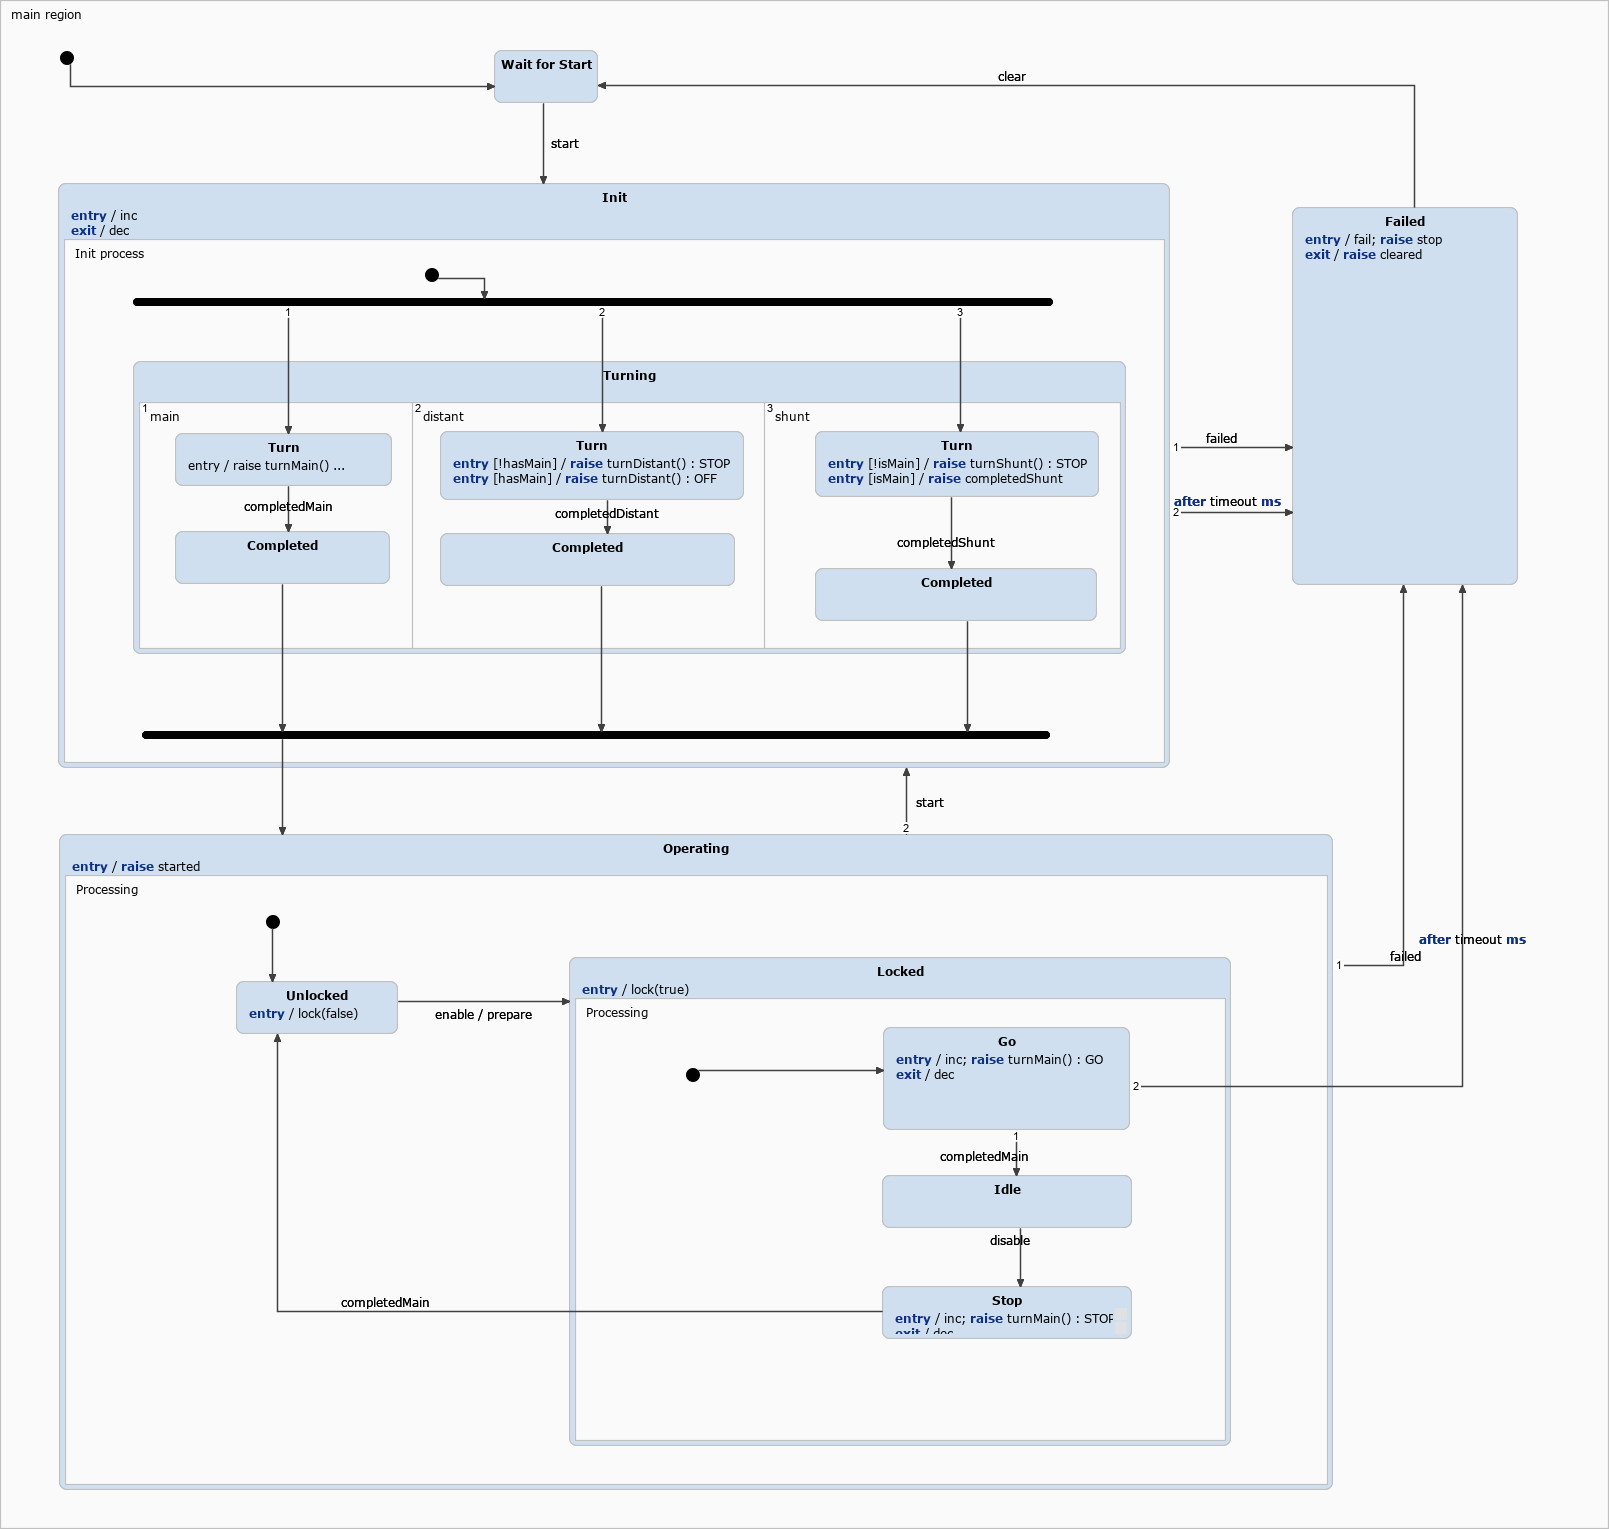 main region
Wait for Start
clear
start
Init
entry / inc
exit / dec
Init process
1
2
3
Turning
1
main
2
distant
3
shunt
Turn
entry / raise turnMain() ...
Turn
entry [!hasMain] / raise turnDistant() : STOP
entry [hasMain] / raise turnDistant() : OFF
Turn
entry [!isMain] / raise turnShunt() : STOP
entry [isMain] / raise completedShunt
completedMain
completedDistant
completedShunt
Completed
Completed
Completed
1
failed
after timeout ms
2
Failed
entry / fail; raise stop
exit / raise cleared
start
2
Operating
entry / raise started
Processing
Unlocked
entry / lock(false)
enable / prepare
Locked
entry / lock(true)
Processing
Go
entry / inc; raise turnMain() : GO
exit / dec
1
completedMain
2
Idle
disable
Stop
entry / inc; raise turnMain() : STOP
exit / dec
completedMain
1
failed
after timeout ms